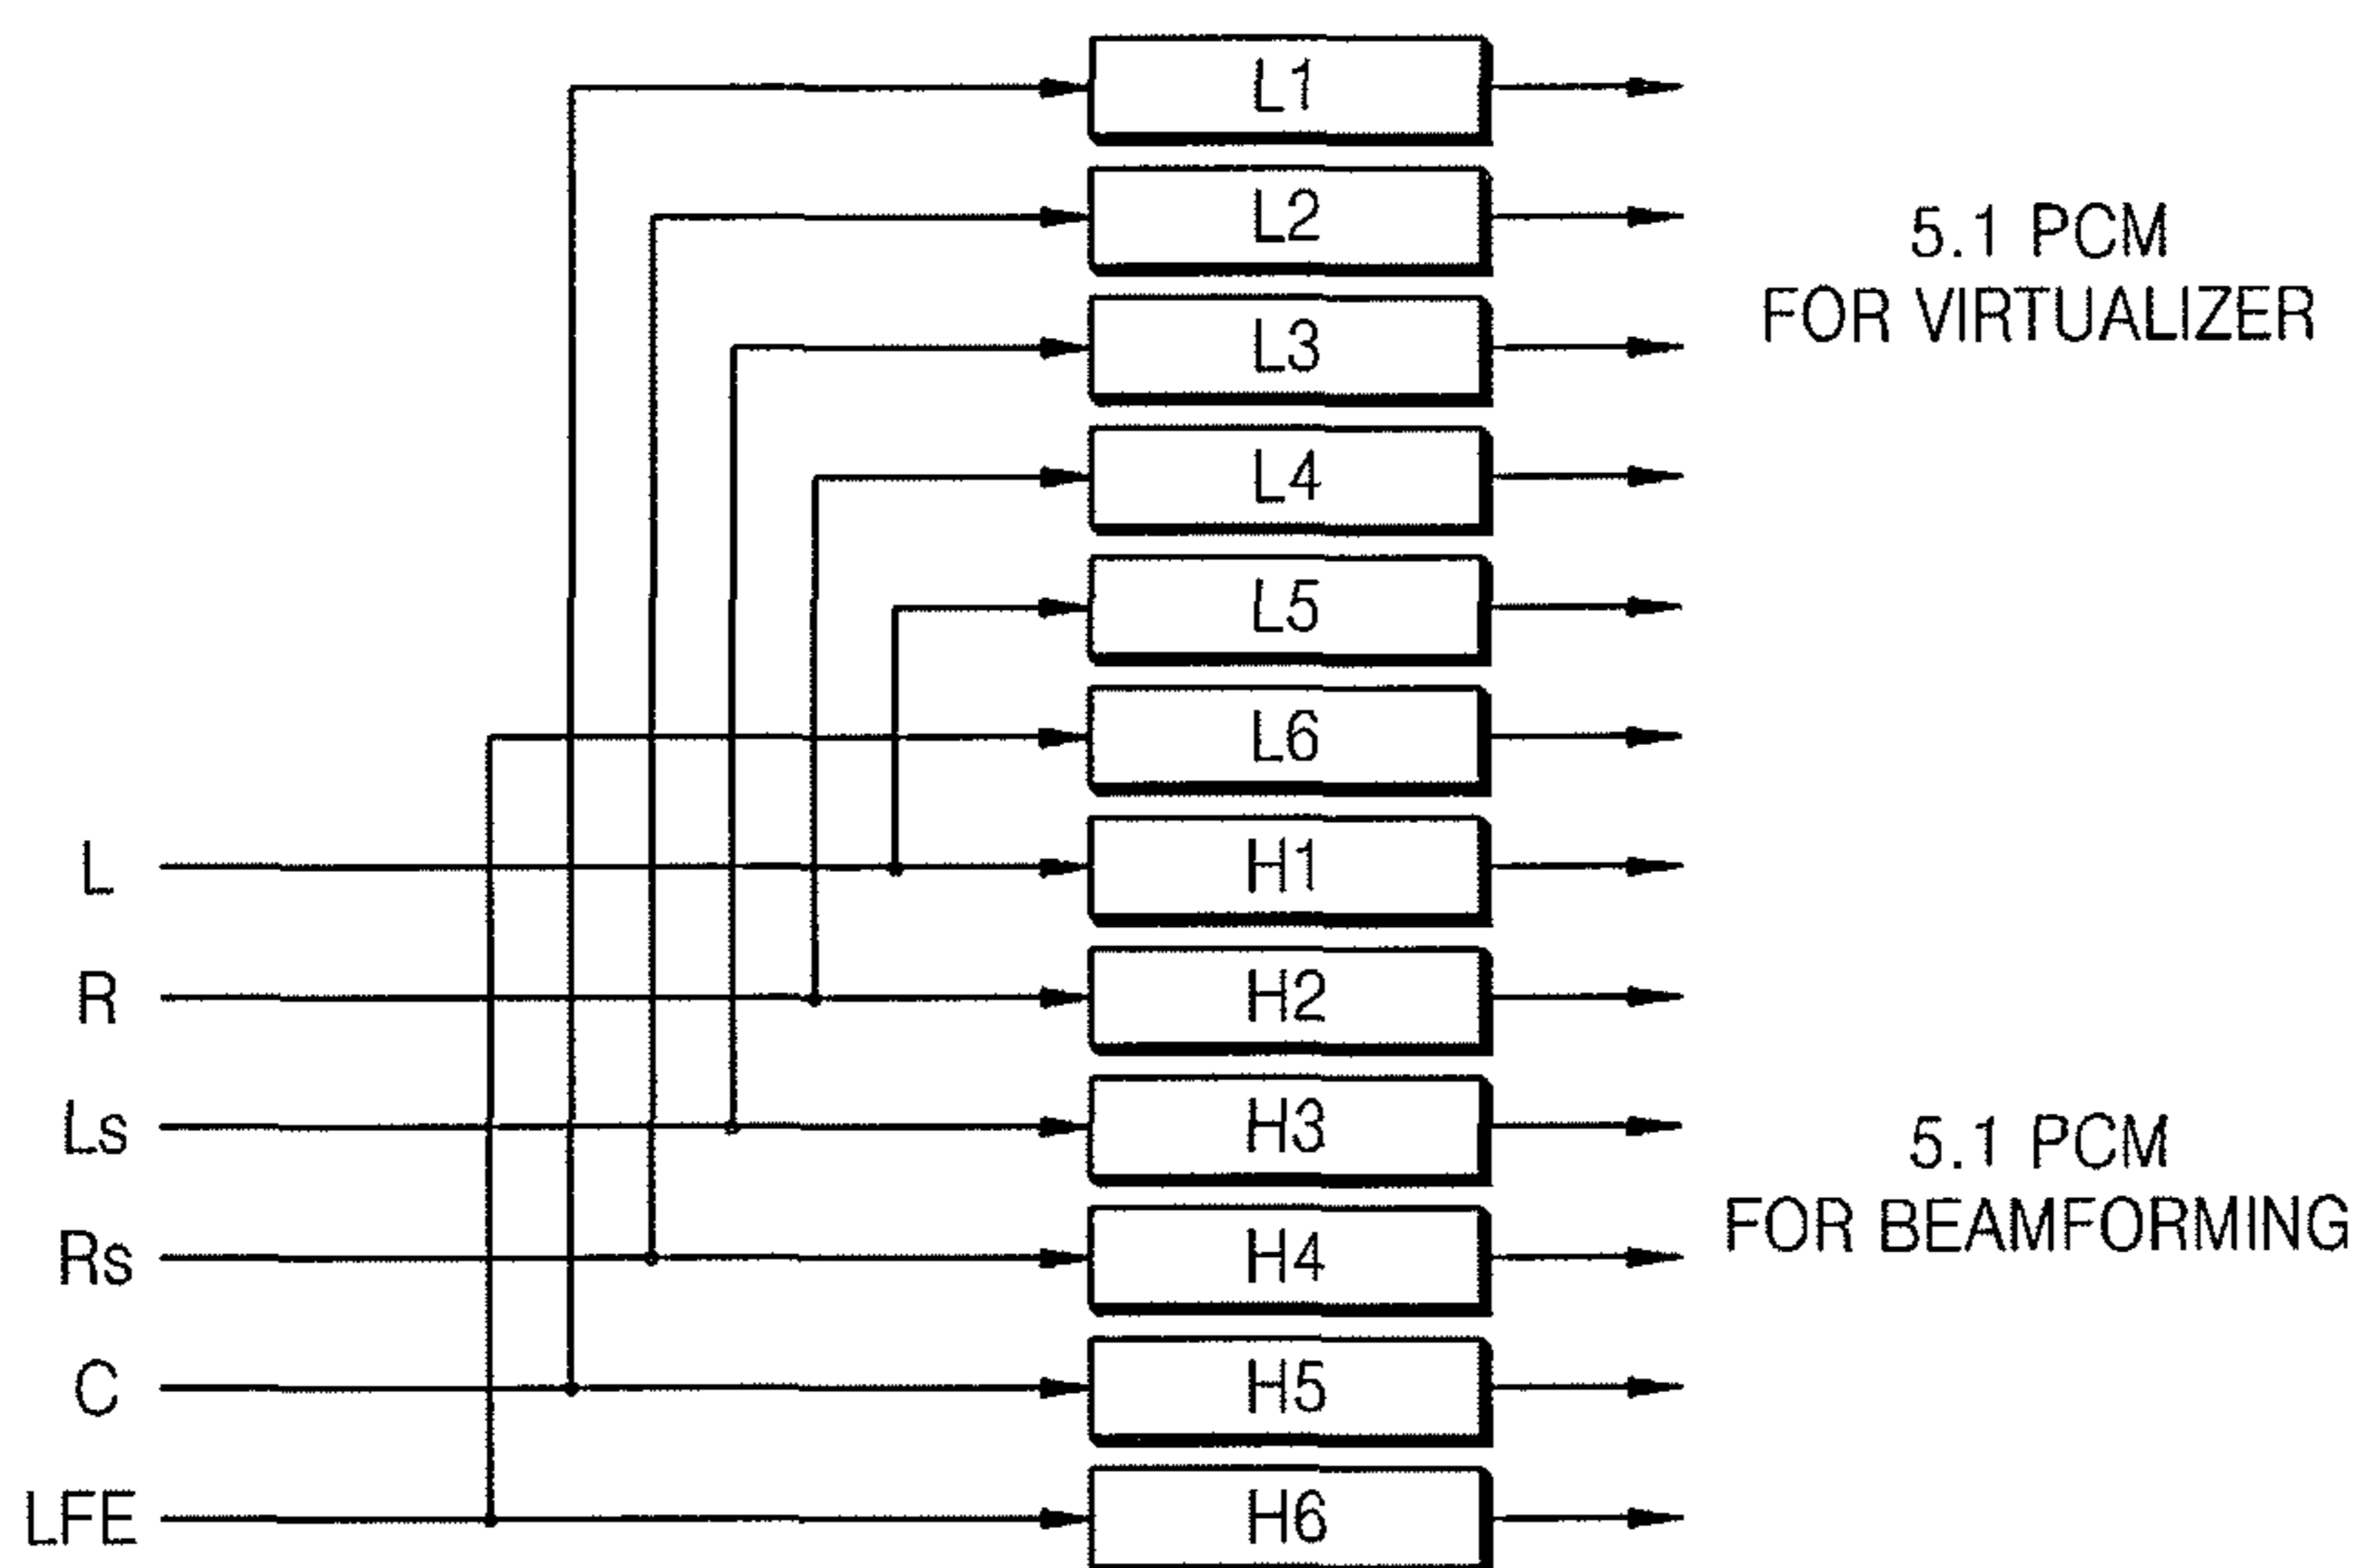 L1
L2
5.1 PCM
FOR VIRTUALIZER
L3
L4
L5
L6
L
H1
R
H2
Ls
H3
5.1 PCM
FOR BEAMFORMING
Rs
H4
C
H5
LFE
H6